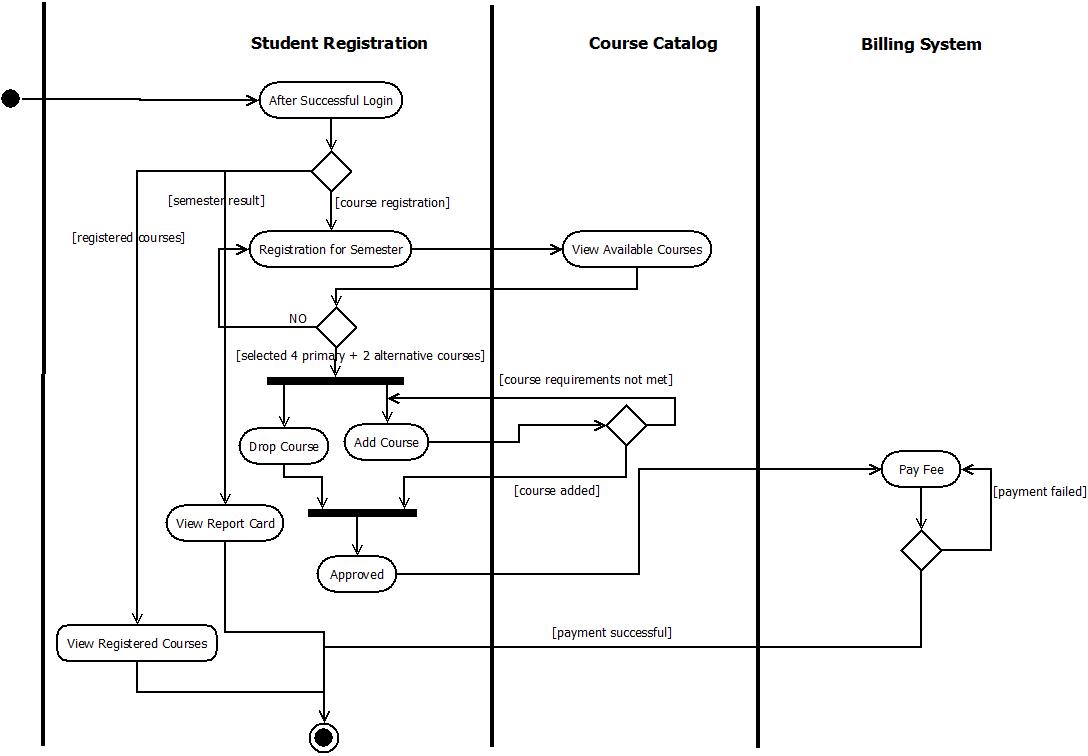 Student Registration
Course Catalog
Billing System
After Successful Login
[semester result]
[course registration]
[registered courses]
Registration for Semester
View Available Courses
NO
[selected 4 primary + 2 alternative courses]
[course requirements not met]
Drop Course
Add Course
Pay Fee
[course added]
[payment failed]
View Report Card
Approved
[payment successful]
View Registered Courses